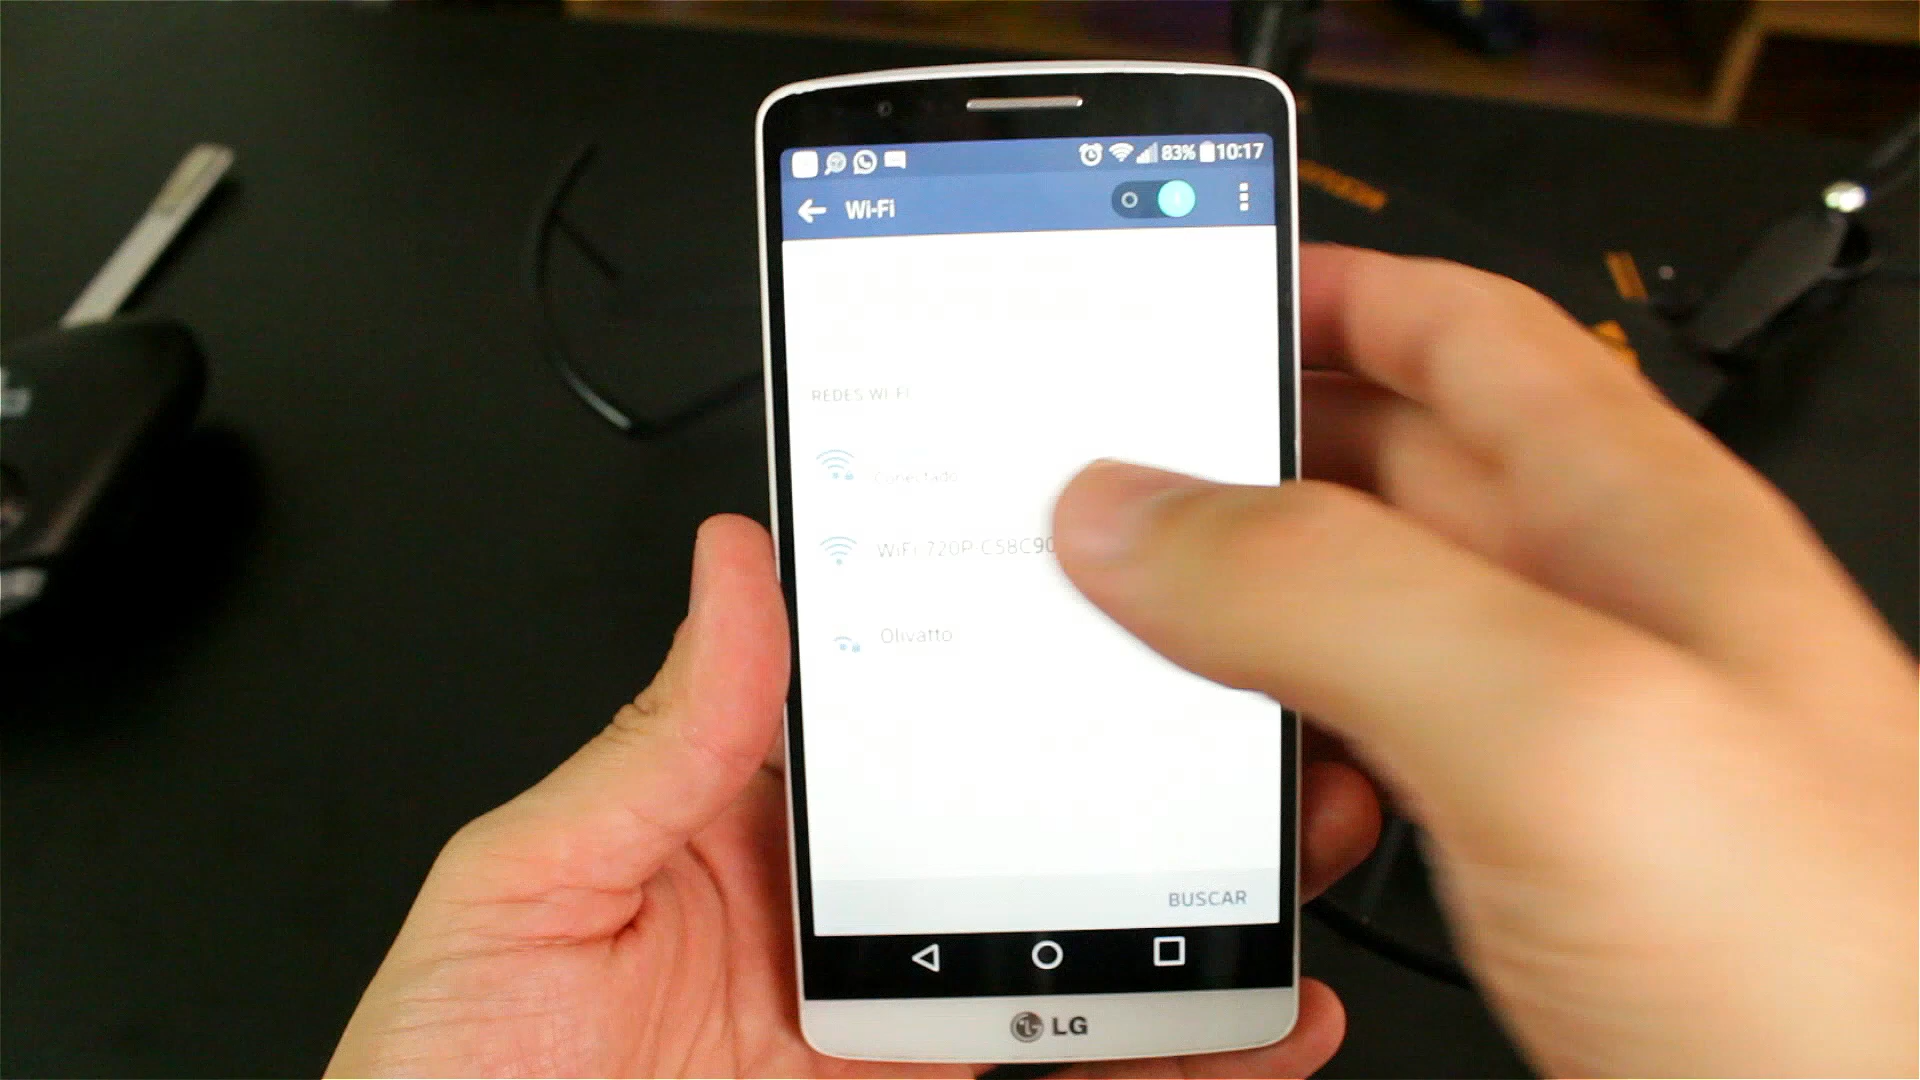 83% 10:17
Wi-Fi
REDES WI-FI
Conectado
WiFi-720P-C58C90
Olivatto
BUSCAR
LG